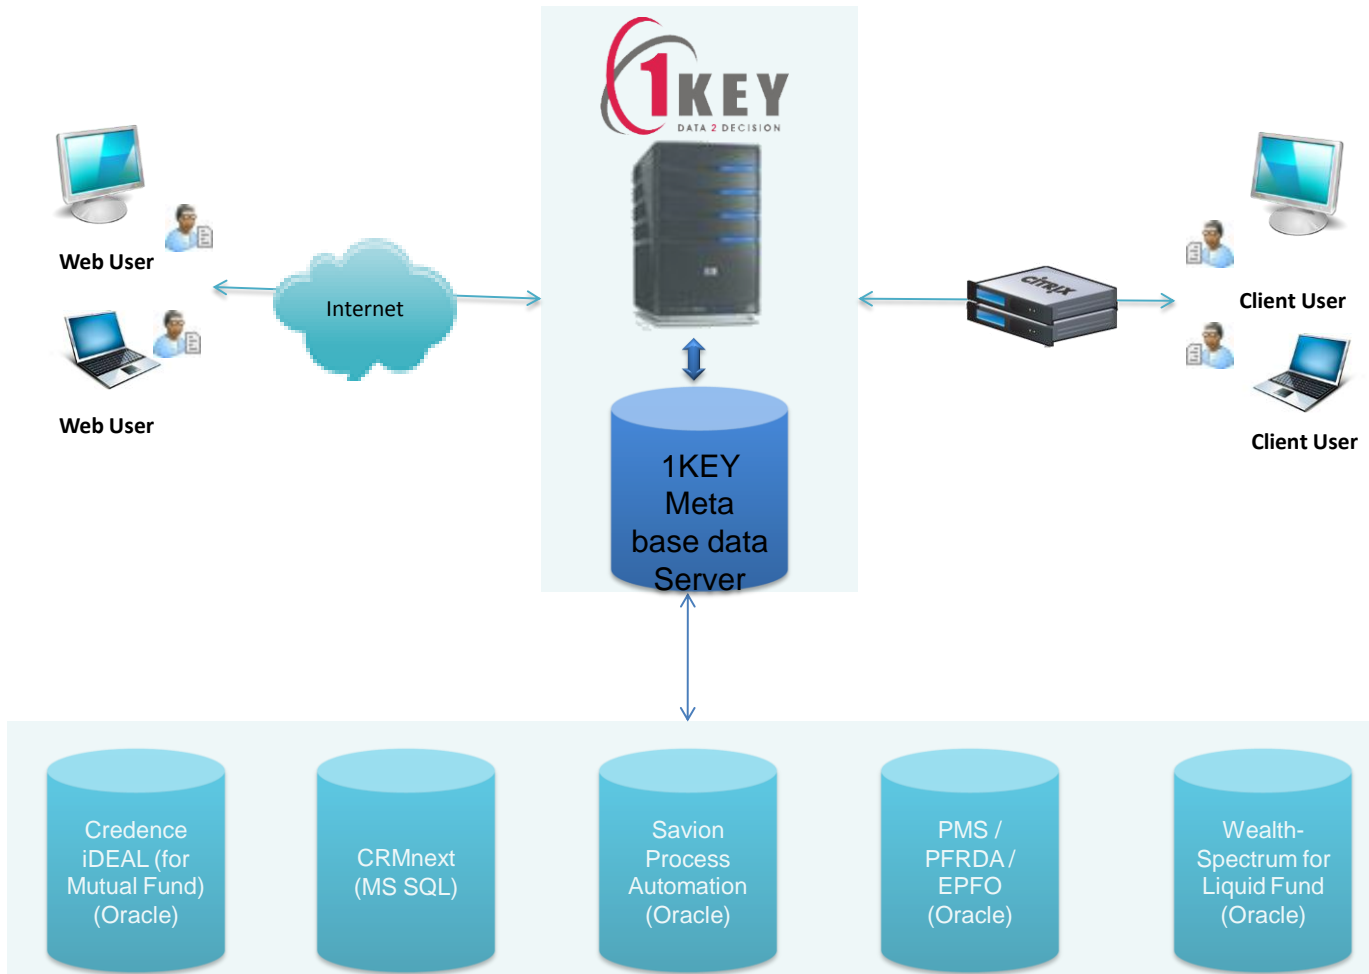 1KEY
DATA 2 DECISION
Web User
Internet
CITRIX
Client User
Web User
Client User
1KEY
Meta
base data
Server
Credence
iDEAL (for
Mutual Fund)
(Oracle)
CRMnext
(MS SQL)
Savion
Process
Automation
(Oracle)
PMS /
PFRDA /
EPFO
(Oracle)
Wealth-
Spectrum for
Liquid Fund
(Oracle)